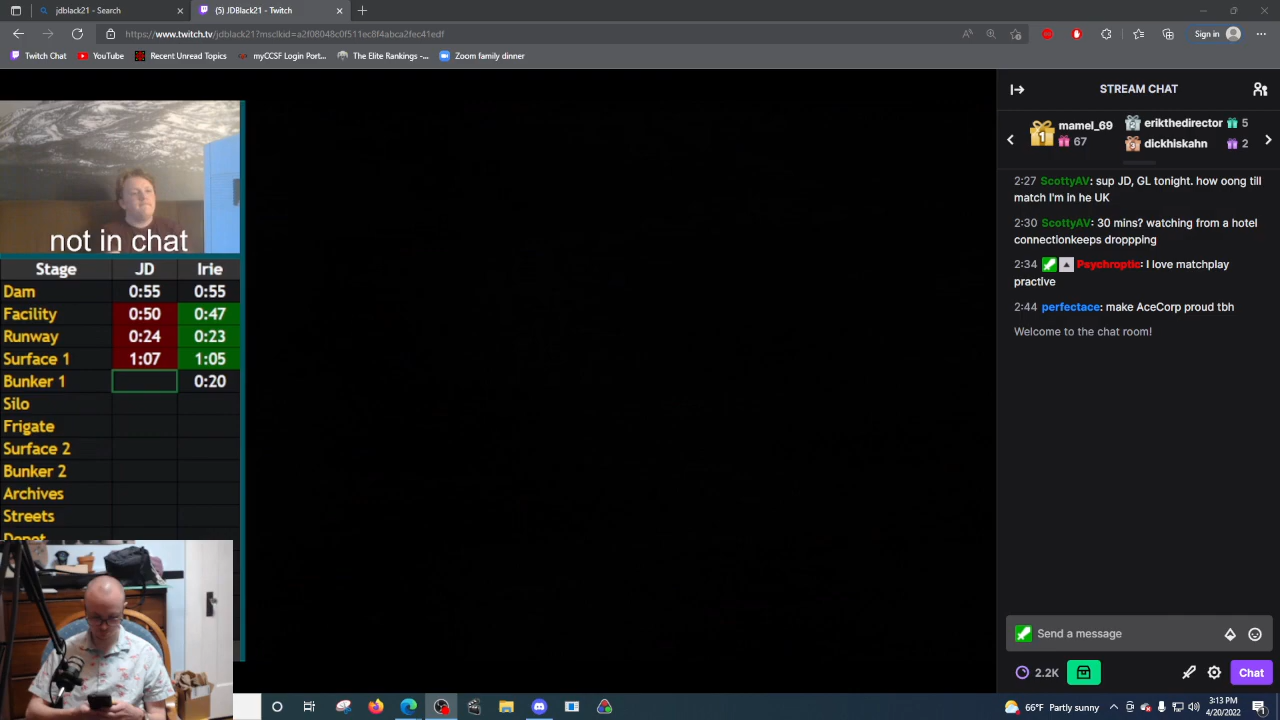 jdblack21 - Search
(5) JDBlack21 - Twitch
https://www.twitch.tv/jdblack21?msclkid=a2f08048c0f511ec8f4abca2fec41edf
Sign in
Twitch Chat
YouTube
Recent Unread Topics
myCCSF Login Port...
The Elite Rankings -...
Zoom family dinner
STREAM CHAT
1 mamel_69 67
2 erikthedirector 5
3 dickhiskahn 2
2:27 ScottyAV: sup JD, GL tonight. how oong till
match I'm in he UK
2:30 ScottyAV: 30 mins? watching from a hotel
connectionkeeps droppping
2:34 Psychroptic: I love matchplay
practive
2:44 perfectace: make AceCorp proud tbh
Welcome to the chat room!
not in chat
Stage JD Irie
Dam 0:55 0:55
Facility 0:50 0:47
Runway 0:24 0:23
Surface 1 1:07 1:05
Bunker 1 0:20
Silo
Frigate
Surface 2
Bunker 2
Archives
Streets
Depot
Send a message
2.2K
Chat
66°F Partly sunny
3:13 PM
4/20/2022